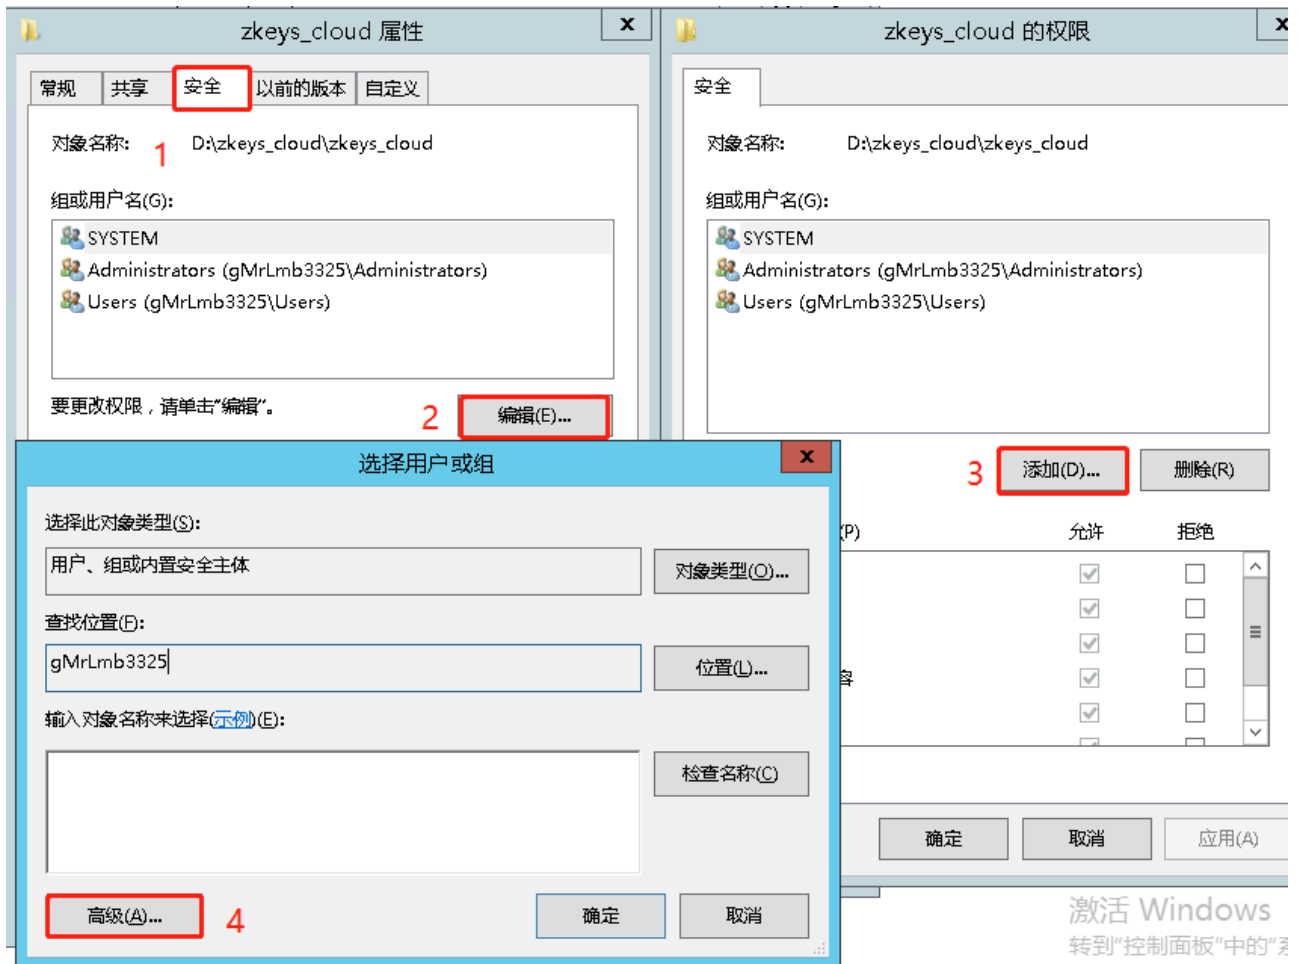 zkeys_cloud 属性
x
常规
共享
安全
以前的版本
自定义
对象名称:
1
D:\zkeys_cloud\zkeys_cloud
组或用户名(G):
SYSTEM
Administrators (gMrLmb3325\Administrators)
Users (gMrLmb3325\Users)
要更改权限，请单击"编辑"。
2
编辑(E)...
zkeys_cloud 的权限
x
安全
对象名称:
D:\zkeys_cloud\zkeys_cloud
组或用户名(G):
SYSTEM
Administrators (gMrLmb3325\Administrators)
Users (gMrLmb3325\Users)
3
添加(D)...
删除(R)
(P)
允许
拒绝
容
确定
取消
应用(A)
选择用户或组
x
选择此对象类型(S):
用户、组或内置安全主体
对象类型(O)...
查找位置(F):
gMrLmb3325
位置(L)...
输入对象名称来选择(示例)(E):
检查名称(C)
高级(A)...
4
确定
取消
激活 Windows
转到"控制面板"中的"系